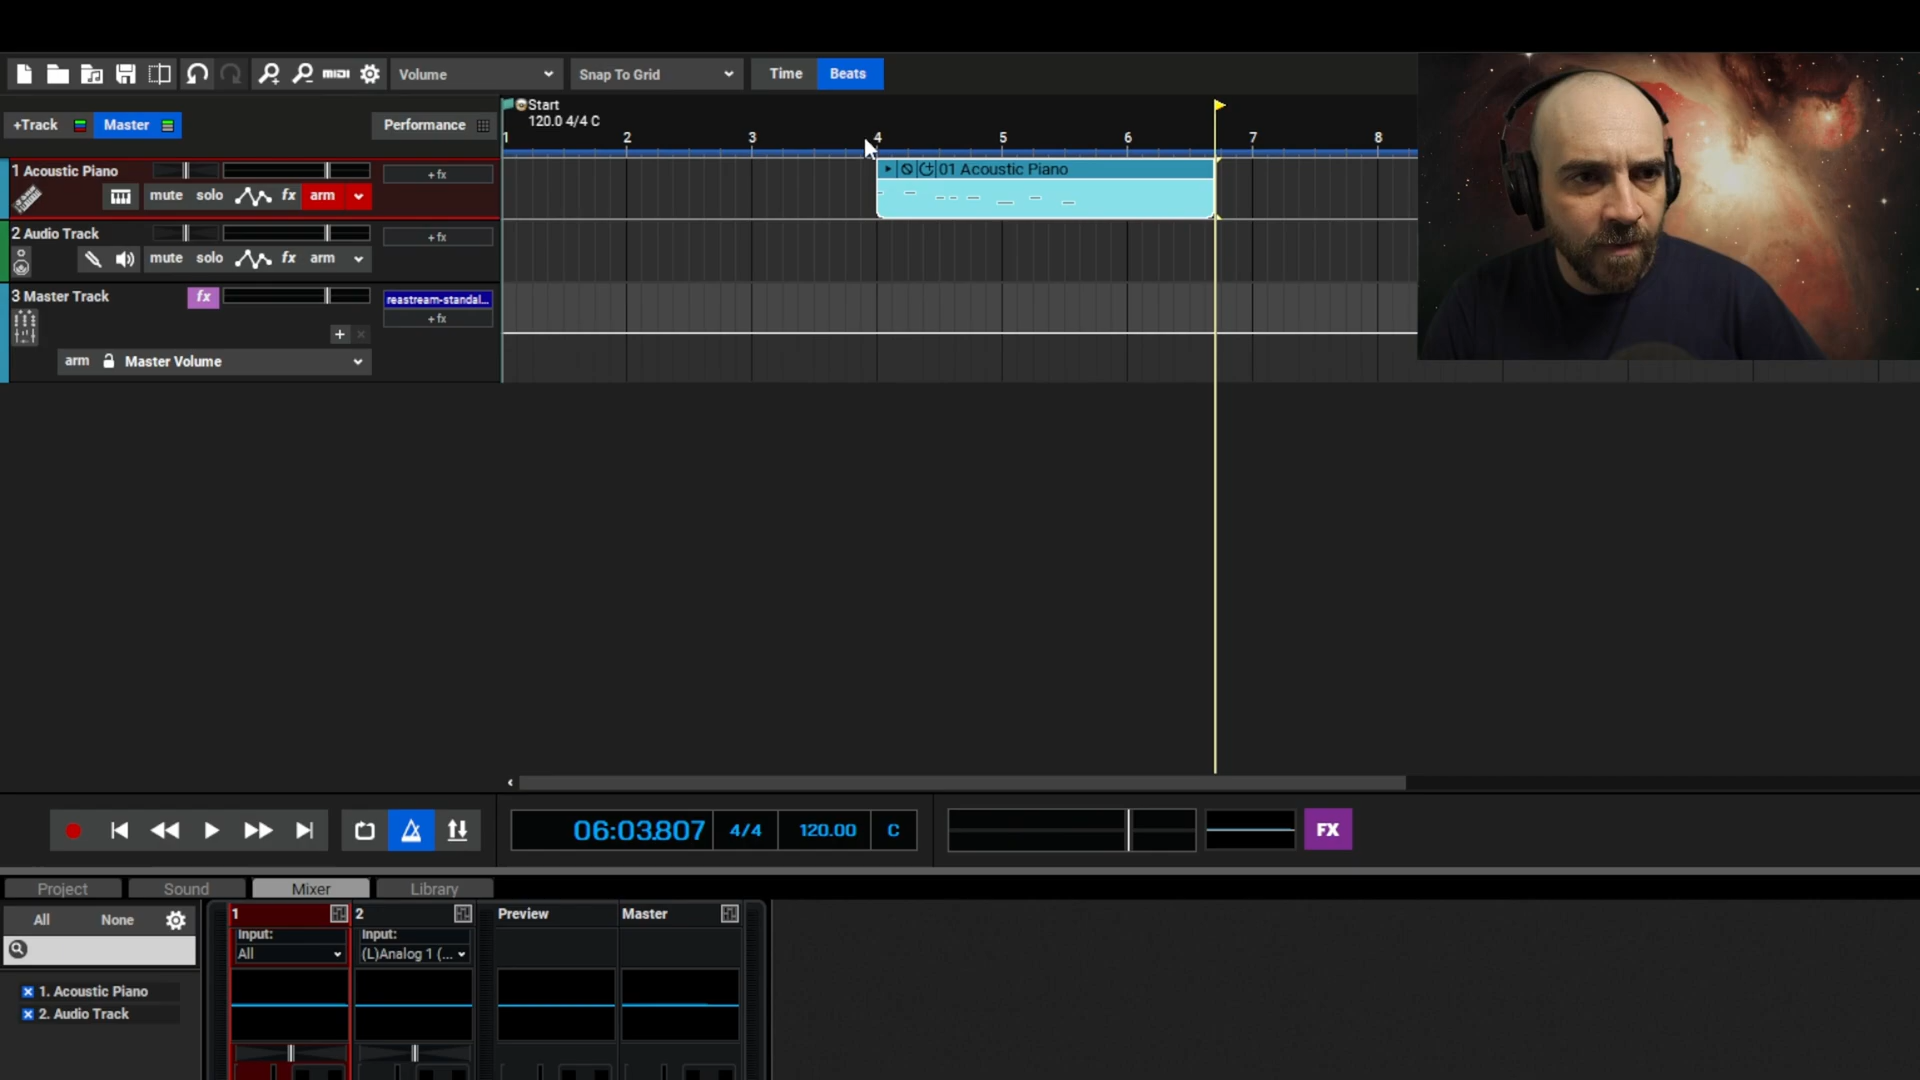 midi Volume Snap To Grid Time Beats
+Track Master Performance
Start
120.0 4/4 C
1 2 3 4 5 6 7 8
1 Acoustic Piano +fx
mute solo fx arm
01 Acoustic Piano
2 Audio Track +fx
mute solo fx arm
3 Master Track fx reastream-standal...
+fx
arm Master Volume
06:03.807 4/4 120.00 C FX
Project Sound Mixer Library
All None
1 2 Preview Master
Input: Input:
All (L)Analog 1 (...
1. Acoustic Piano
2. Audio Track